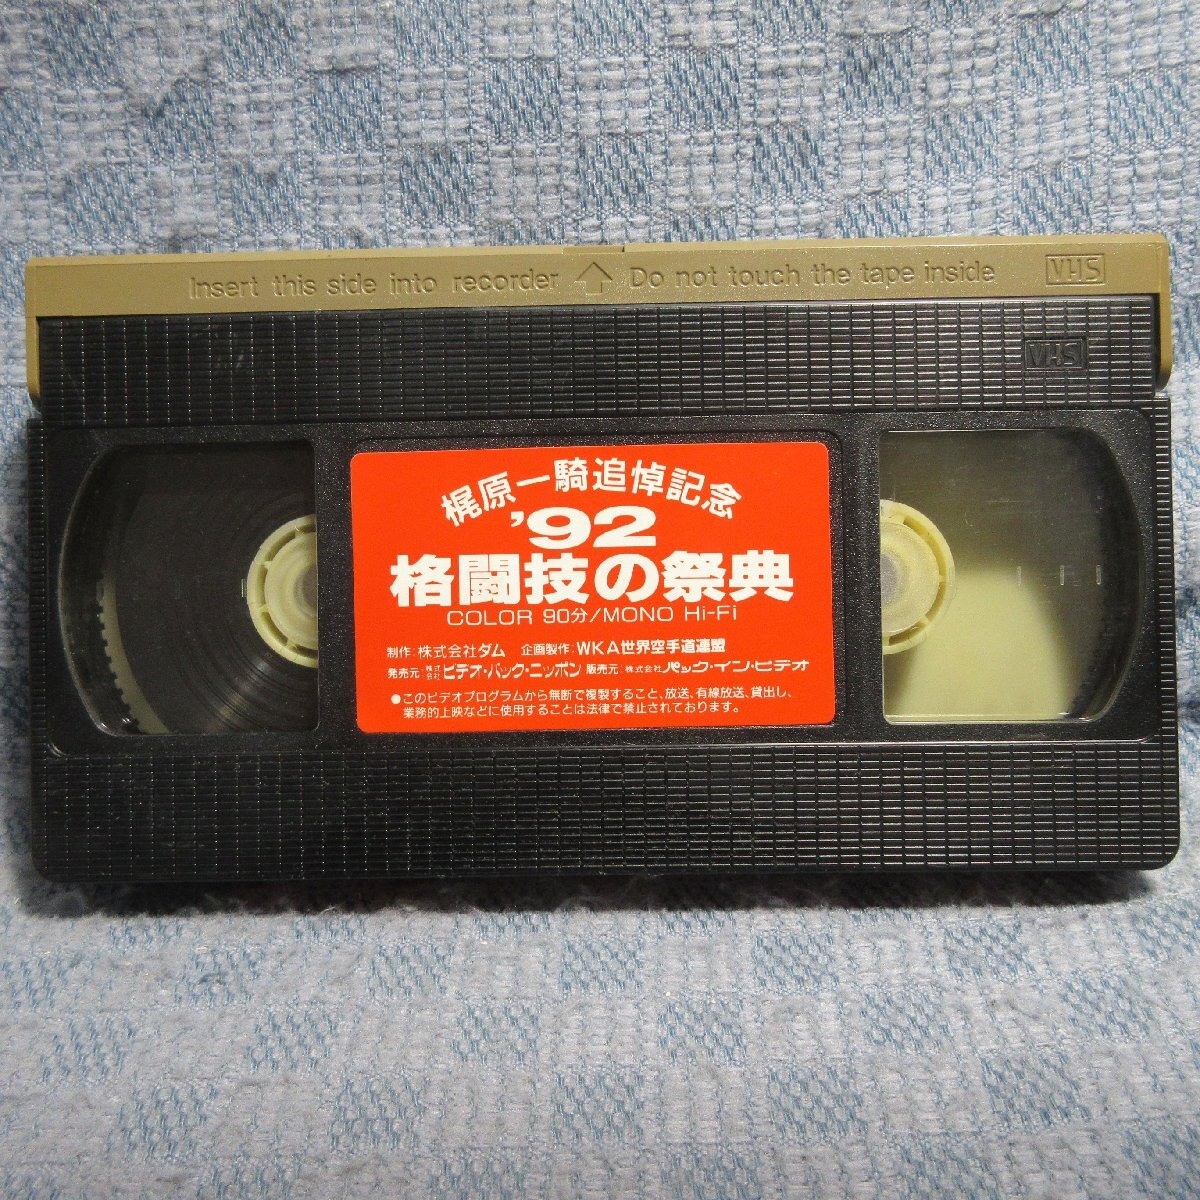 Insert this side into recorder Do not touch the tape inside VHS
VHS
梶原一騎追悼記念
'92
格闘技の祭典
COLOR 90分/MONO Hi-Fi
制作:株式会社ダム 企画製作:WKA世界空手道連盟
発売元:株式会社ビデオ・パック・ニッポン 販売元:株式会社パック・イン・ビデオ
●このビデオプログラムから無断で複製すること、放送、有線放送、貸出し、
業務的上映などに使用することは法律で禁止されております。